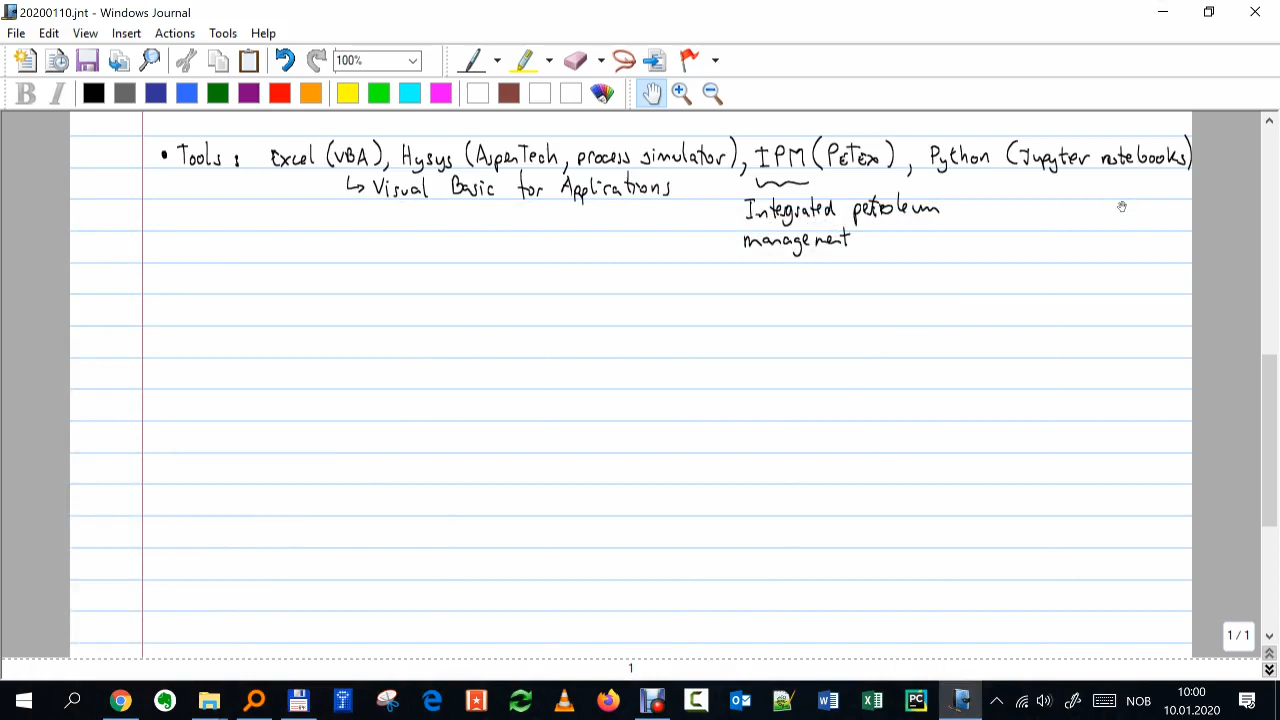 20200110.jnt - Windows Journal
File Edit View Insert Actions Tools Help
100%
B I
• Tools: Excel (VBA), Hysys (AspenTech, process simulator), IPM (PETEX), Python (Jupyter notebooks)
↳ Visual Basic for Applications
Integrated petroleum
management
1 / 1
1
NOB
10:00
10.01.2020